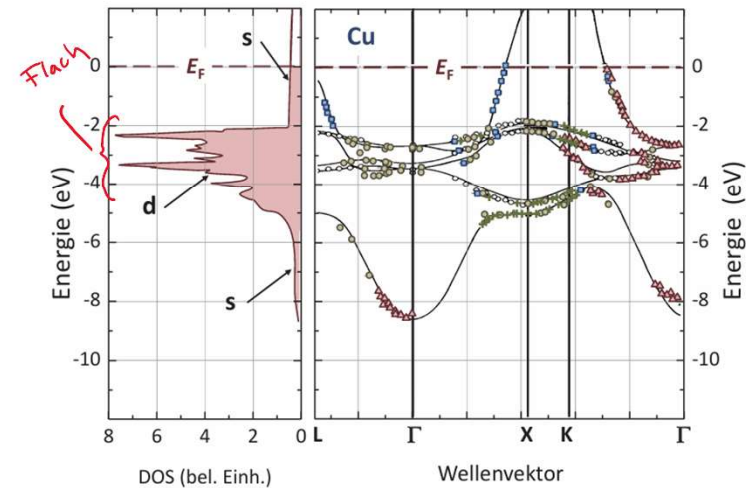 Flach
s
E_F
d
s
Energie (eV)
0
-2
-4
-6
-8
-10
8 6 4 2 0
DOS (bel. Einh.)
Cu
E_F
L Γ X K Γ
Wellenvektor
0
-2
-4
-6
-8
-10
Energie (eV)